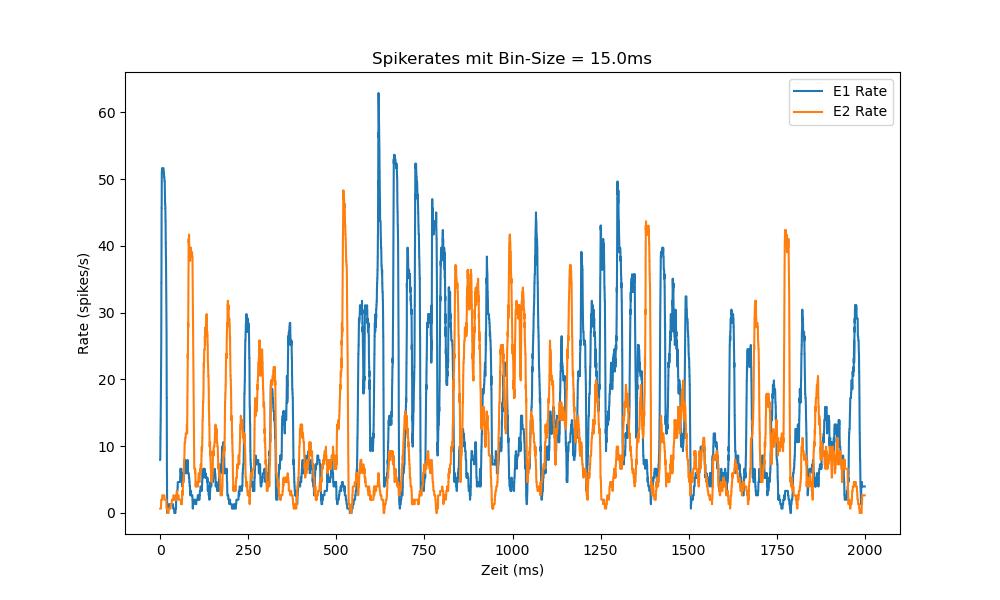 Spikerates mit Bin-Size = 15.0ms
E1 Rate
E2 Rate
Rate (spikes/s)
60
50
40
30
20
10
0
0 250 500 750 1000 1250 1500 1750 2000
Zeit (ms)